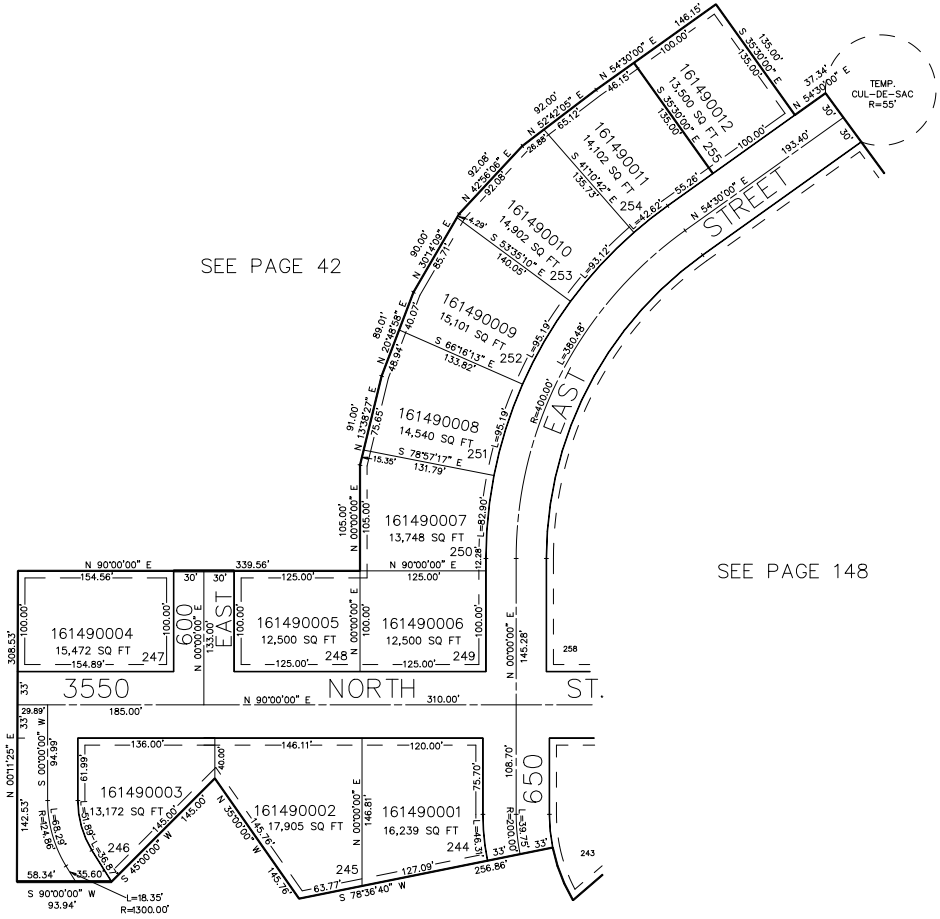 146.15'
S 35°30'00" E
135.00'
135.00'
N 54°30'00" E
100.00'
46.15'
37.34'
N 54°30'00" E
TEMP.
CUL-DE-SAC
R=55'
161490012
13,500 SQ FT
255
S 35°30'00" E
135.00'
100.00'
30'
30'
193.40'
N 54°30'00" E
STREET
92.00'
N 52°42'05" E
65.12'
26.88'
161490011
14,102 SQ FT
254
S 41°10'42" E
135.73'
L=42.62'
55.26'
92.08'
N 42°56'06" E
92.08'
161490010
14,902 SQ FT
253
4.29'
S 53°35'10" E
140.05'
L=93.12'
90.00'
N 30°14'09" E
85.71'
SEE PAGE 42
161490009
15,101 SQ FT
252
40.07'
S 66°16'13" E
133.82'
L=95.19'
L=380.48'
R=400.00'
EAST
89.01'
N 20°48'58" E
48.94'
161490008
14,540 SQ FT
251
L=95.19'
91.00'
N 13°38'27" E
75.65'
15.35'
S 78°57'17" E
131.79'
105.00'
N 00°00'00" E
105.00'
161490007
13,748 SQ FT
250
L=82.90'
12.28'
SEE PAGE 148
N 90°00'00" E
339.56'
N 90°00'00" E
154.56'
30'
30'
125.00'
125.00'
308.53'
100.00'
161490004
15,472 SQ FT
247
154.89'
100.00'
600
EAST
N 00°00'00" E
133.00'
100.00'
161490005
12,500 SQ FT
248
125.00'
N 00°00'00" E
100.00'
161490006
12,500 SQ FT
249
125.00'
100.00'
N 00°00'00" E
145.28'
258
33'
3550
NORTH
ST.
N 90°00'00" E
310.00'
29.89'
185.00'
33'
N 00°11'25" E
142.53'
S 00°00'00" W
94.99'
L=68.29'
R=124.86'
136.00'
61.99'
L=51.89'
L=36.87'
161490003
13,172 SQ FT
246
40.00'
145.00'
S 45°00'00" W
145.00'
146.11'
161490002
17,905 SQ FT
245
N 35°00'00" W
145.76'
145.76'
63.77'
N 00°00'00" E
146.81'
120.00'
161490001
16,239 SQ FT
244
75.70'
L=46.31'
127.09'
S 78°36'40" W
256.86'
108.70'
650
R=200.00'
L=39.75'
33'
33'
243
58.34'
35.60'
S 90°00'00" W
93.94'
L=18.35'
R=1300.00'